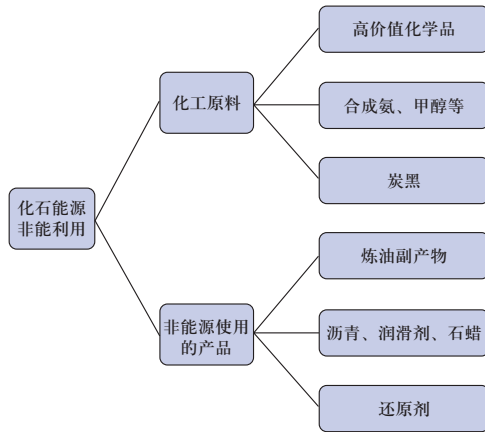 高价值化学品
化工原料
合成氨、甲醇等
炭黑
化石能源
非能利用
炼油副产物
非能源使用
的产品
沥青、润滑剂、石蜡
还原剂